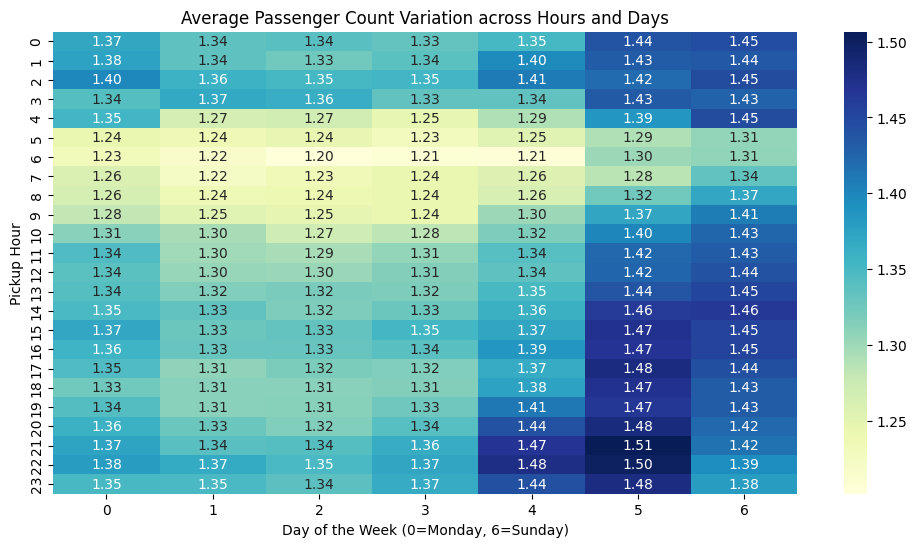 Average Passenger Count Variation across Hours and Days
Pickup Hour
0 1.37 1.34 1.34 1.33 1.35 1.44 1.45
1 1.38 1.34 1.33 1.34 1.40 1.43 1.44
2 1.40 1.36 1.35 1.35 1.41 1.42 1.45
3 1.34 1.37 1.36 1.33 1.34 1.43 1.43
4 1.35 1.27 1.27 1.25 1.29 1.39 1.45
5 1.24 1.24 1.24 1.23 1.25 1.29 1.31
6 1.23 1.22 1.20 1.21 1.21 1.30 1.31
7 1.26 1.22 1.23 1.24 1.26 1.28 1.34
8 1.26 1.24 1.24 1.24 1.26 1.32 1.37
9 1.28 1.25 1.25 1.24 1.30 1.37 1.41
10 1.31 1.30 1.27 1.28 1.32 1.40 1.43
11 1.34 1.30 1.29 1.31 1.34 1.42 1.43
12 1.34 1.30 1.30 1.31 1.34 1.42 1.44
13 1.34 1.32 1.32 1.32 1.35 1.44 1.45
14 1.35 1.33 1.32 1.33 1.36 1.46 1.46
15 1.37 1.33 1.33 1.35 1.37 1.47 1.45
16 1.36 1.33 1.33 1.34 1.39 1.47 1.45
17 1.35 1.31 1.32 1.32 1.37 1.48 1.44
18 1.33 1.31 1.31 1.31 1.38 1.47 1.43
19 1.34 1.31 1.31 1.33 1.41 1.47 1.43
20 1.36 1.33 1.32 1.34 1.44 1.48 1.42
21 1.37 1.34 1.34 1.36 1.47 1.51 1.42
22 1.38 1.37 1.35 1.37 1.48 1.50 1.39
23 1.35 1.35 1.34 1.37 1.44 1.48 1.38
0 1 2 3 4 5 6
Day of the Week (0=Monday, 6=Sunday)
1.50
1.45
1.40
1.35
1.30
1.25